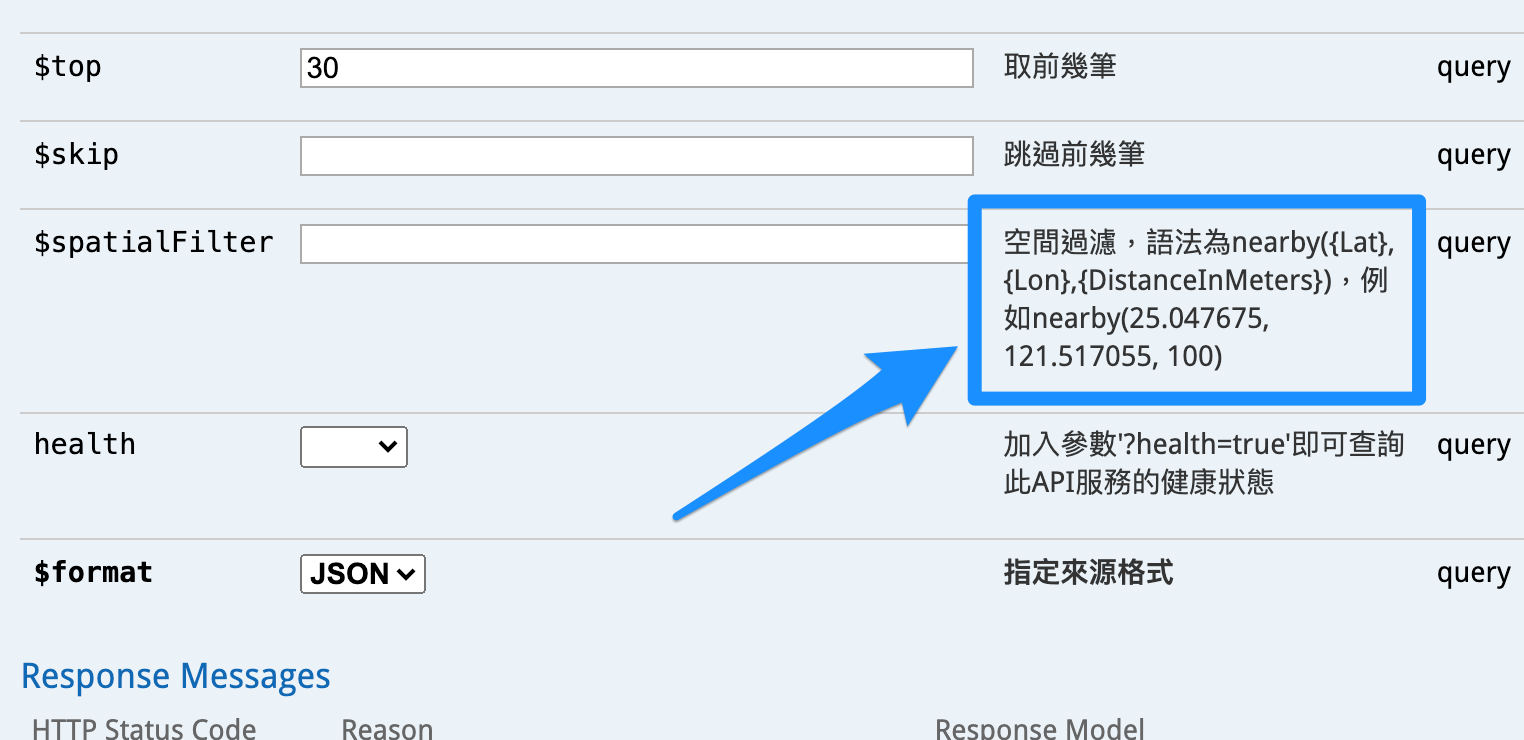 $top 30 取前幾筆 query
$skip 跳過前幾筆 query
$spatialFilter 空間過濾，語法為nearby({Lat}, query
{Lon},{DistanceInMeters})，例
如nearby(25.047675,
121.517055, 100)
health 加入參數'?health=true'即可查詢 query
此API服務的健康狀態
$format JSON 指定來源格式 query
Response Messages
HTTP Status Code Reason Response Model